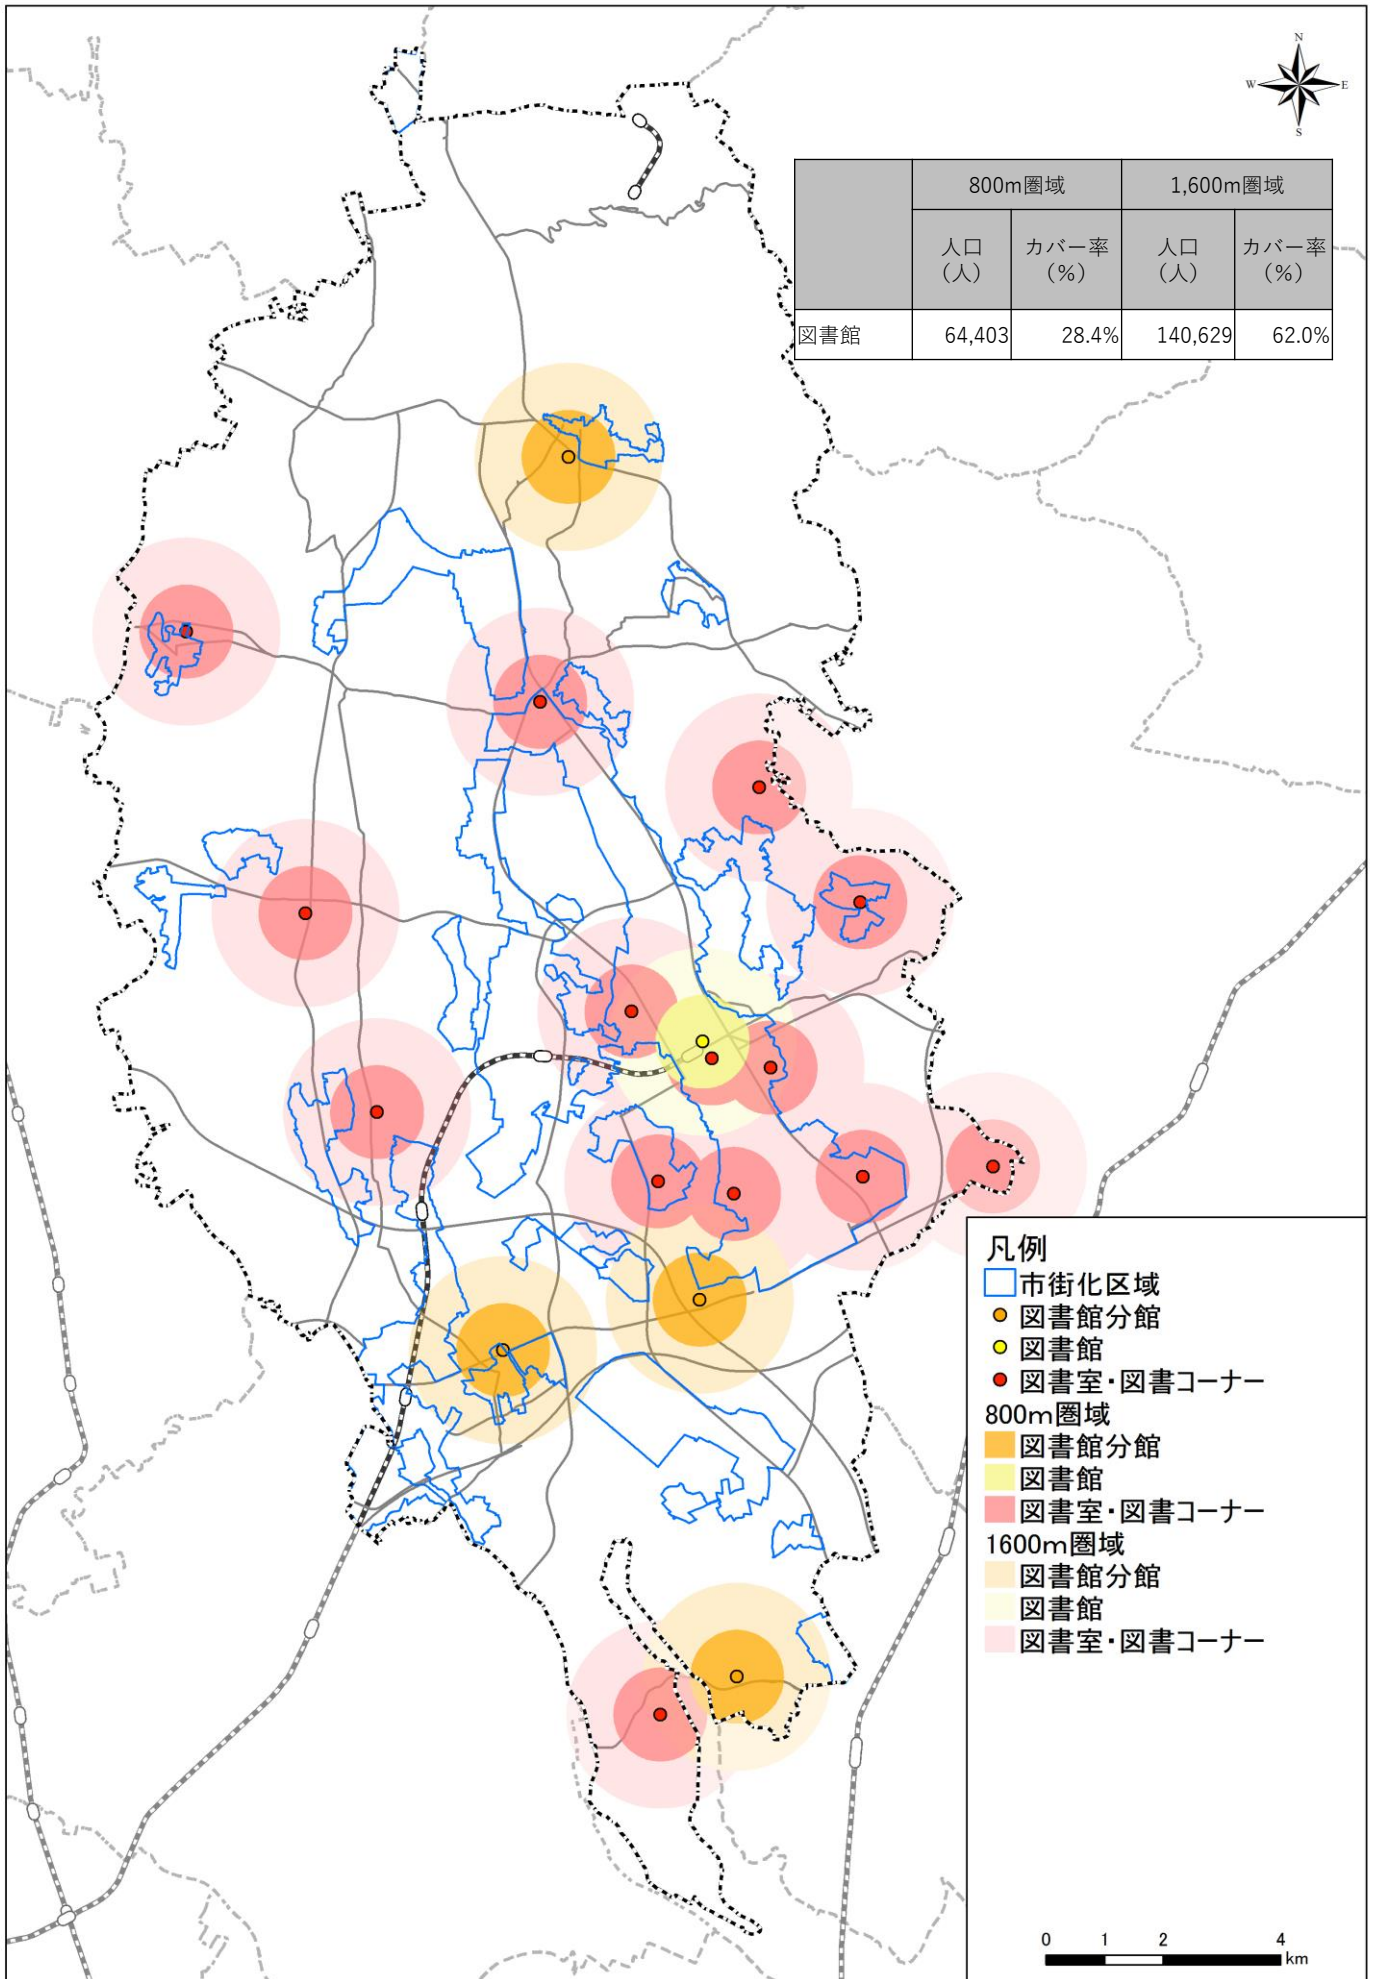 N
W E
S
800m圏域 1,600m圏域
人口 カバー率 人口 カバー率
(人) (%) (人) (%)
図書館 64,403 28.4% 140,629 62.0%
凡例
市街化区域
図書館分館
図書館
図書室・図書コーナー
800m圏域
図書館分館
図書館
図書室・図書コーナー
1600m圏域
図書館分館
図書館
図書室・図書コーナー
0 1 2 4
km